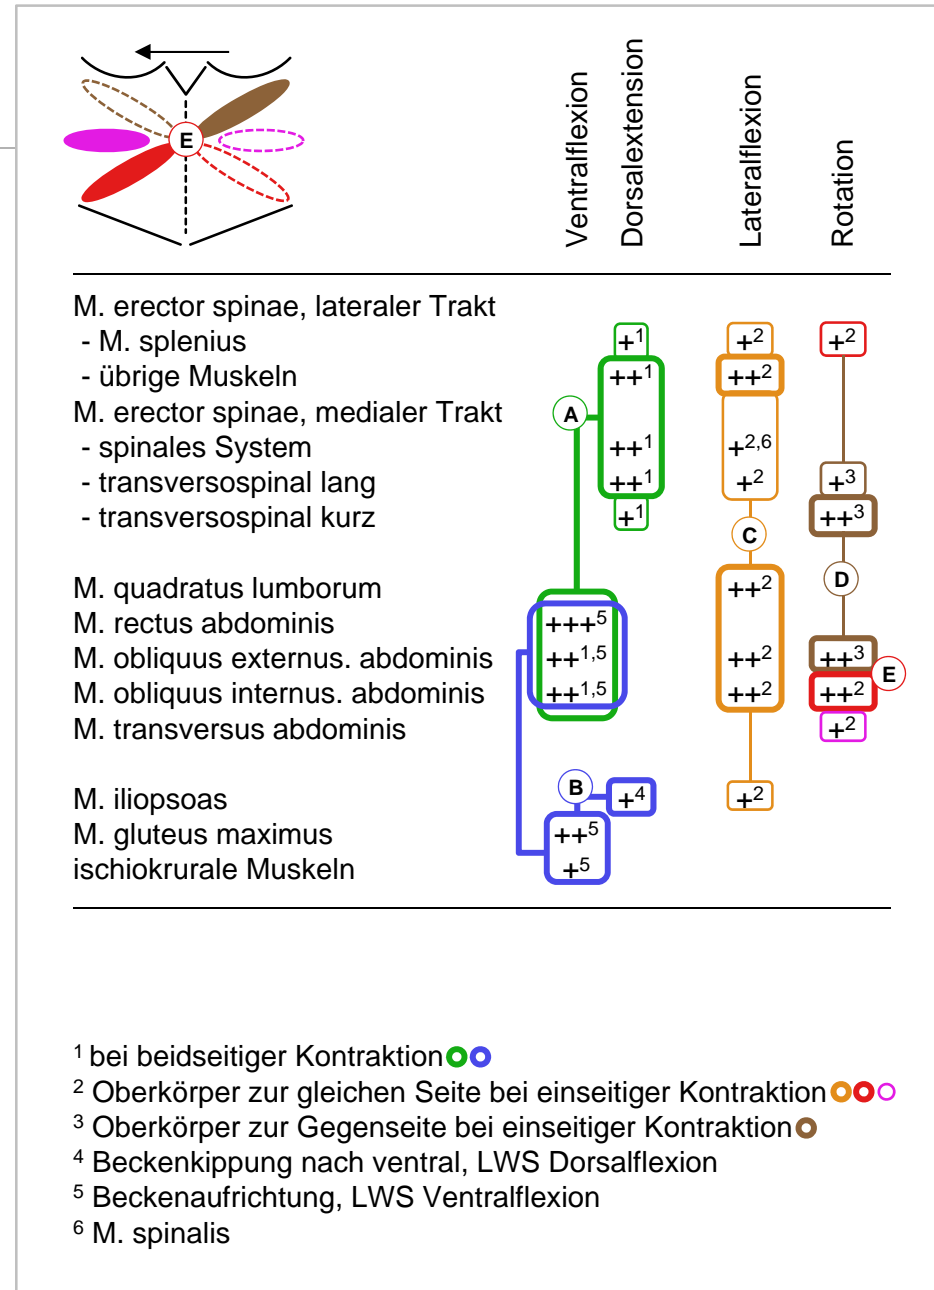 E
Ventralflexion
Dorsalextension
Lateralflexion
Rotation
M. erector spinae, lateraler Trakt
- M. splenius +1 +2 +2
- übrige Muskeln ++1 ++2
M. erector spinae, medialer Trakt
A
- spinales System ++1 +2,6
- transversospinal lang ++1 +2 +3
- transversospinal kurz +1 ++3
C
D
M. quadratus lumborum ++2
M. rectus abdominis +++5
M. obliquus externus. abdominis ++1,5 ++2 ++3
E
M. obliquus internus. abdominis ++1,5 ++2 ++2
M. transversus abdominis +2
B
M. iliopsoas +4 +2
M. gluteus maximus ++5
ischiokrurale Muskeln +5
1 bei beidseitiger Kontraktion
2 Oberkörper zur gleichen Seite bei einseitiger Kontraktion
3 Oberkörper zur Gegenseite bei einseitiger Kontraktion
4 Beckenkippung nach ventral, LWS Dorsalflexion
5 Beckenaufrichtung, LWS Ventralflexion
6 M. spinalis